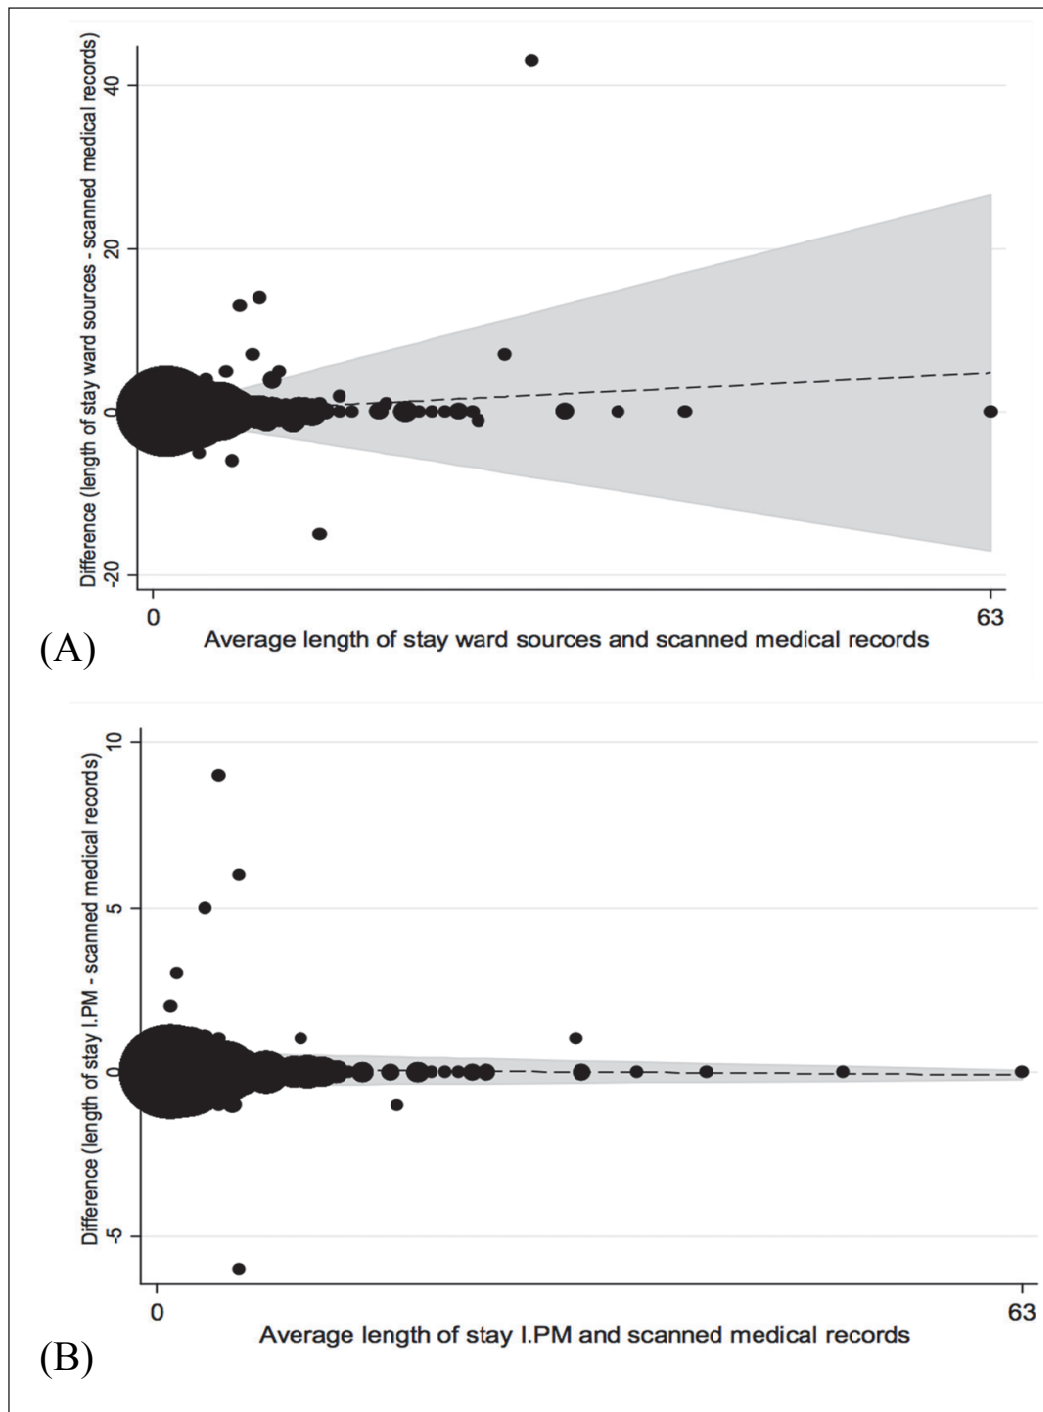 Difference (length of stay ward sources - scanned medical records)
40
20
0
-20
0
63
Average length of stay ward sources and scanned medical records
(A)
Difference (length of stay I.PM - scanned medical records)
10
5
0
-5
0
63
Average length of stay I.PM and scanned medical records
(B)